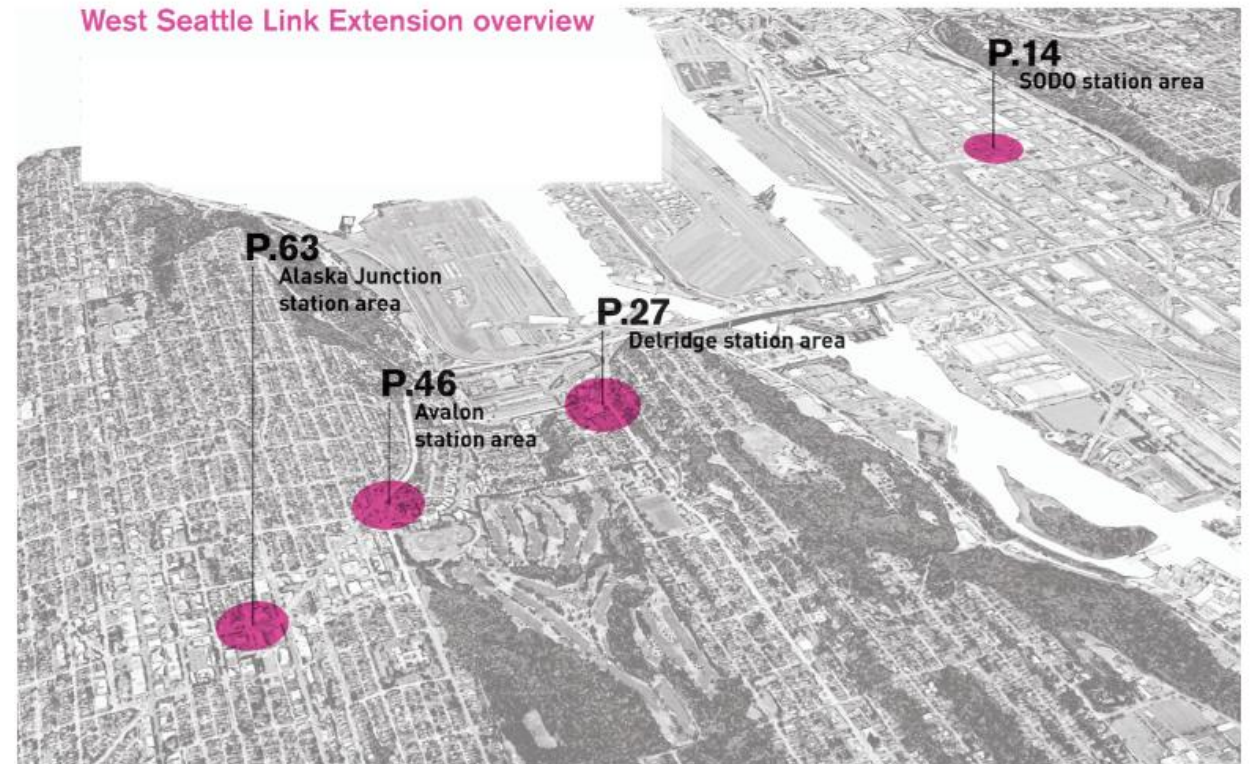 West Seattle Link Extension overview
P.14
SODO station area
P.63
Alaska Junction
station area
P.27
Delridge station area
P.46
Avalon
station area